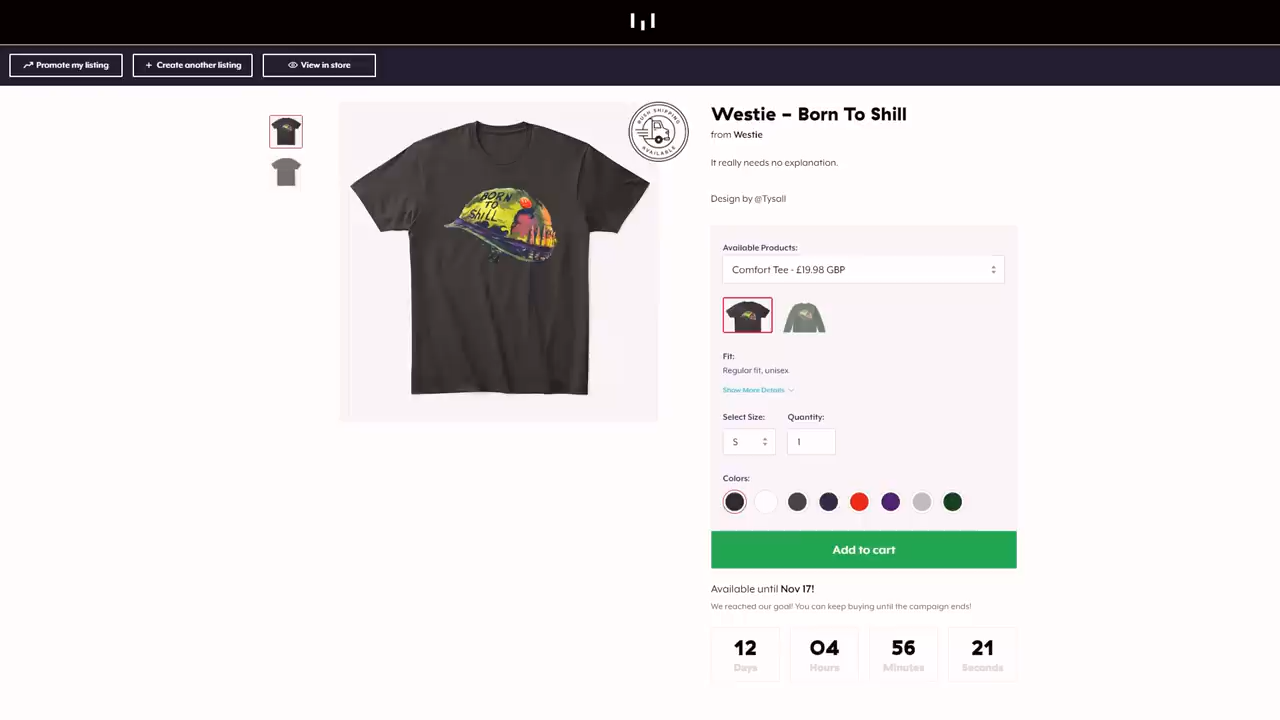 Promote my listing
Create another listing
View in store
RUSH SHIPPING
AVAILABLE
BORN
TO
ShiLL
Westie – Born To Shill
from Westie
It really needs no explanation.
Design by @Tysall
Available Products:
Comfort Tee - £19.98 GBP
Fit:
Regular fit, unisex
Show More Details
Select Size: Quantity:
S 1
Colors:
Add to cart
Available until Nov 17!
We reached our goal! You can keep buying until the campaign ends!
12 04 56 21
Days Hours Minutes Seconds